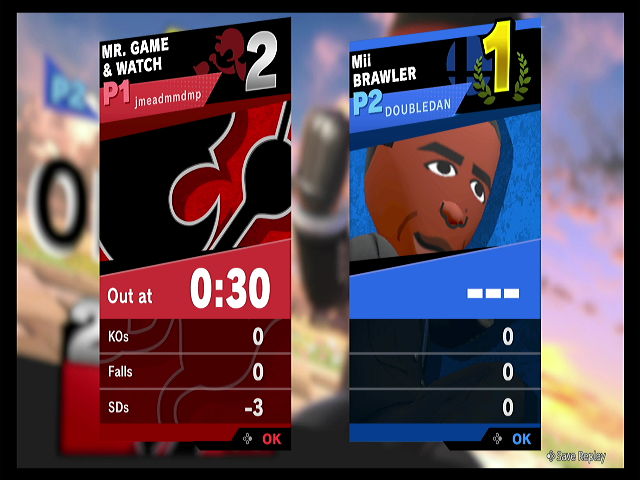 MR. GAME
& WATCH
2
P1 jmeadmmdmp
Out at 0:30
KOs 0
Falls 0
SDs -3
OK
Mii
BRAWLER
1
P2 DOUBLEDAN
---
0
0
0
OK
P2
Save Replay